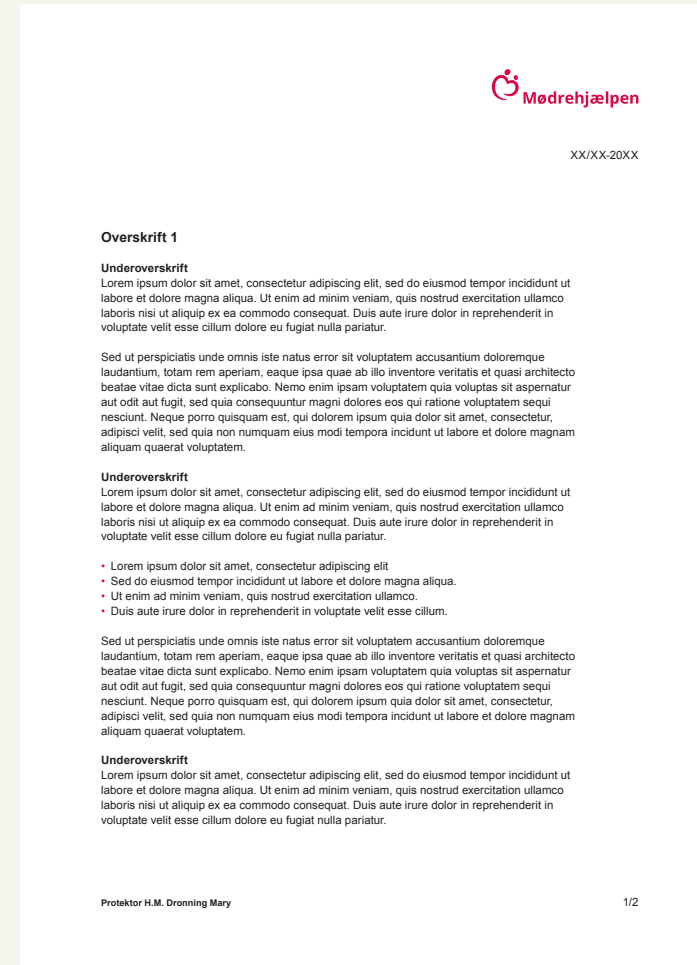 Mødrehjælpen
XX/XX-20XX
Overskrift 1
Underoverskrift
Lorem ipsum dolor sit amet, consectetur adipiscing elit, sed do eiusmod tempor incididunt ut
labore et dolore magna aliqua. Ut enim ad minim veniam, quis nostrud exercitation ullamco
laboris nisi ut aliquip ex ea commodo consequat. Duis aute irure dolor in reprehenderit in
voluptate velit esse cillum dolore eu fugiat nulla pariatur.
Sed ut perspiciatis unde omnis iste natus error sit voluptatem accusantium doloremque
laudantium, totam rem aperiam, eaque ipsa quae ab illo inventore veritatis et quasi architecto
beatae vitae dicta sunt explicabo. Nemo enim ipsam voluptatem quia voluptas sit aspernatur
aut odit aut fugit, sed quia consequuntur magni dolores eos qui ratione voluptatem sequi
nesciunt. Neque porro quisquam est, qui dolorem ipsum quia dolor sit amet, consectetur,
adipisci velit, sed quia non numquam eius modi tempora incidunt ut labore et dolore magnam
aliquam quaerat voluptatem.
Underoverskrift
Lorem ipsum dolor sit amet, consectetur adipiscing elit, sed do eiusmod tempor incididunt ut
labore et dolore magna aliqua. Ut enim ad minim veniam, quis nostrud exercitation ullamco
laboris nisi ut aliquip ex ea commodo consequat. Duis aute irure dolor in reprehenderit in
voluptate velit esse cillum dolore eu fugiat nulla pariatur.
• Lorem ipsum dolor sit amet, consectetur adipiscing elit
• Sed do eiusmod tempor incididunt ut labore et dolore magna aliqua.
• Ut enim ad minim veniam, quis nostrud exercitation ullamco.
• Duis aute irure dolor in reprehenderit in voluptate velit esse cillum.
Sed ut perspiciatis unde omnis iste natus error sit voluptatem accusantium doloremque
laudantium, totam rem aperiam, eaque ipsa quae ab illo inventore veritatis et quasi architecto
beatae vitae dicta sunt explicabo. Nemo enim ipsam voluptatem quia voluptas sit aspernatur
aut odit aut fugit, sed quia consequuntur magni dolores eos qui ratione voluptatem sequi
nesciunt. Neque porro quisquam est, qui dolorem ipsum quia dolor sit amet, consectetur,
adipisci velit, sed quia non numquam eius modi tempora incidunt ut labore et dolore magnam
aliquam quaerat voluptatem.
Underoverskrift
Lorem ipsum dolor sit amet, consectetur adipiscing elit, sed do eiusmod tempor incididunt ut
labore et dolore magna aliqua. Ut enim ad minim veniam, quis nostrud exercitation ullamco
laboris nisi ut aliquip ex ea commodo consequat. Duis aute irure dolor in reprehenderit in
voluptate velit esse cillum dolore eu fugiat nulla pariatur.
Protektor H.M. Dronning Mary
1/2